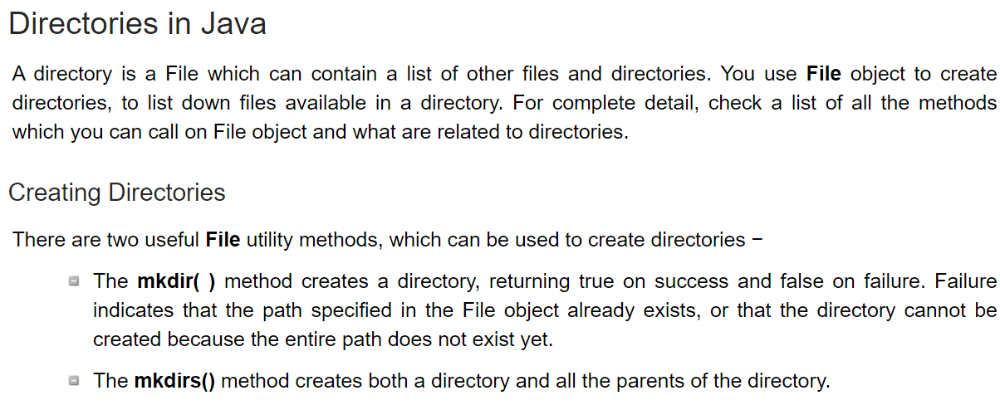 Directories in Java
A directory is a File which can contain a list of other files and directories. You use File object to create
directories, to list down files available in a directory. For complete detail, check a list of all the methods
which you can call on File object and what are related to directories.
Creating Directories
There are two useful File utility methods, which can be used to create directories −
The mkdir( ) method creates a directory, returning true on success and false on failure. Failure
indicates that the path specified in the File object already exists, or that the directory cannot be
created because the entire path does not exist yet.
The mkdirs() method creates both a directory and all the parents of the directory.